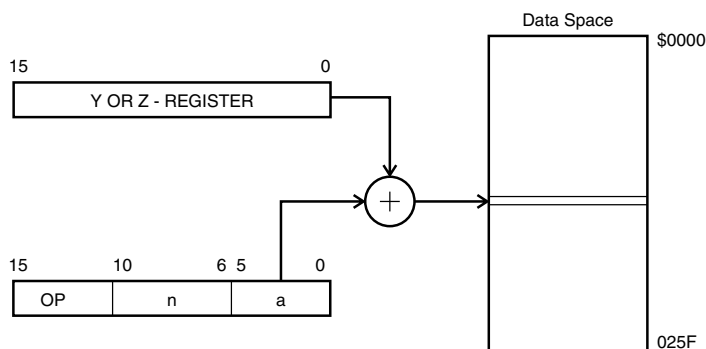 Data Space
$0000
15 0
Y OR Z - REGISTER
+
15 10 6 5 0
OP n a
025F